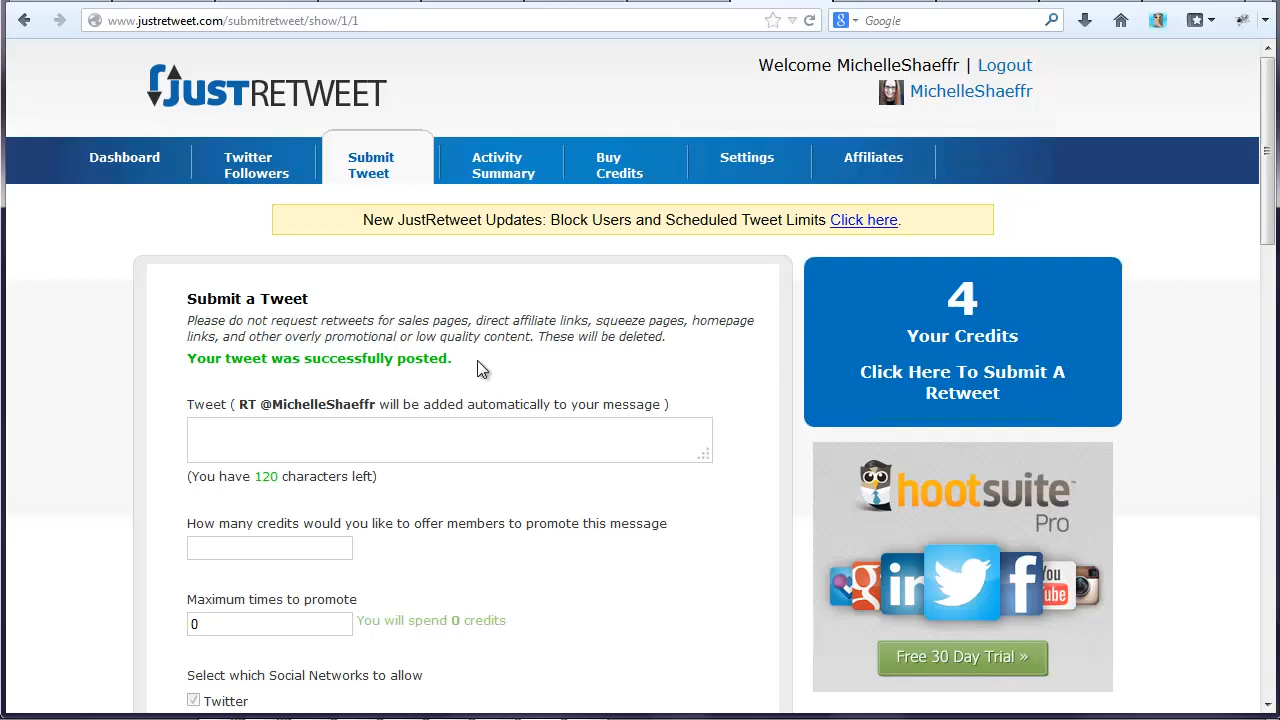 www.justretweet.com/submitretweet/show/1/1
Google
JUSTRETWEET
Welcome MichelleShaeffr | Logout
MichelleShaeffr
Dashboard
Twitter
Followers
Submit
Tweet
Activity
Summary
Buy
Credits
Settings
Affiliates
New JustRetweet Updates: Block Users and Scheduled Tweet Limits Click here.
Submit a Tweet
Please do not request retweets for sales pages, direct affiliate links, squeeze pages, homepage
links, and other overly promotional or low quality content. These will be deleted.
Your tweet was successfully posted.
Tweet ( RT @MichelleShaeffr will be added automatically to your message )
(You have 120 characters left)
How many credits would you like to offer members to promote this message
Maximum times to promote
0
You will spend 0 credits
Select which Social Networks to allow
Twitter
4
Your Credits
Click Here To Submit A
Retweet
hootsuite™
Pro
in
f
You
Tube
Free 30 Day Trial »